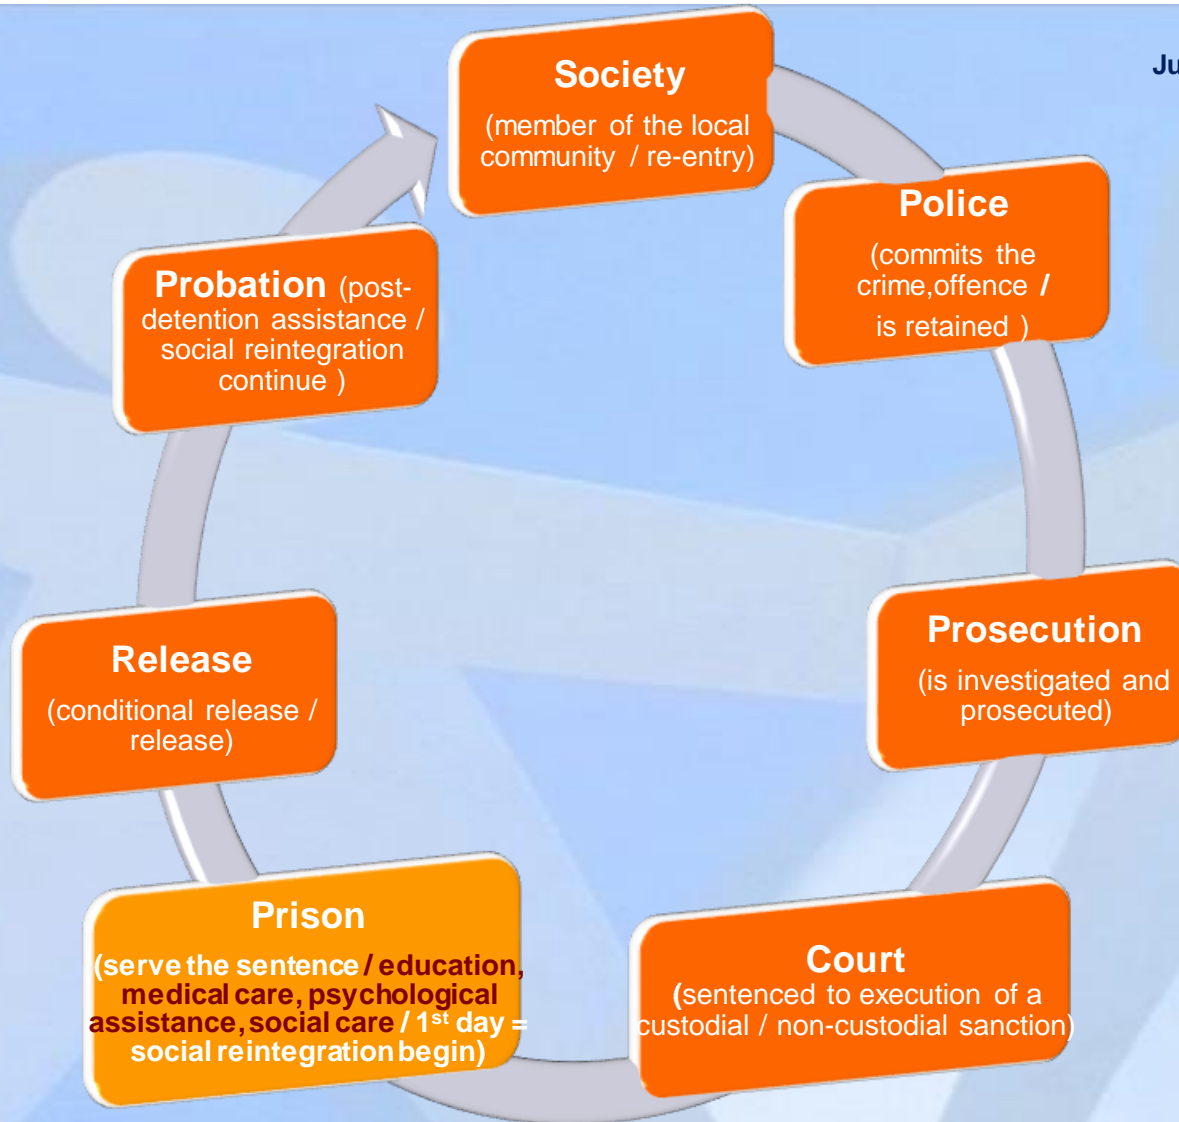 Ju
Society
(member of the local
community / re-entry)
Police
(commits the
crime,offence /
is retained )
Prosecution
(is investigated and
prosecuted)
Court
(sentenced to execution of a
custodial / non-custodial sanction)
Prison
(serve the sentence / education,
medical care, psychological
assistance, social care / 1st day =
social reintegration begin)
Release
(conditional release /
release)
Probation (post-
detention assistance /
social reintegration
continue )